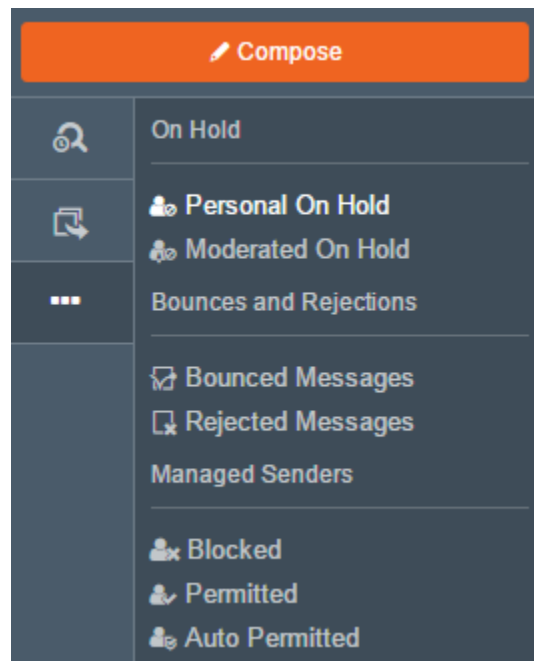 Compose
On Hold
Personal On Hold
Moderated On Hold
Bounces and Rejections
Bounced Messages
Rejected Messages
Managed Senders
Blocked
Permitted
Auto Permitted